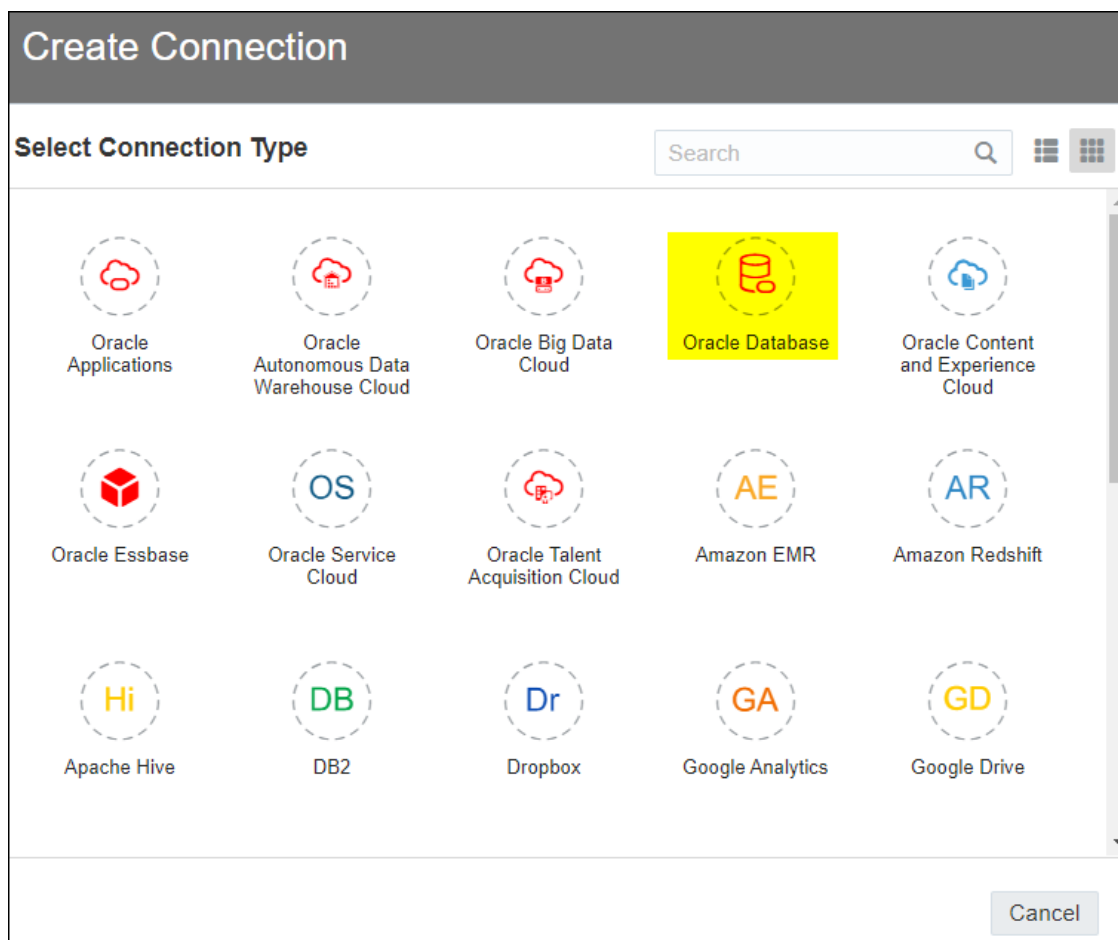 Create Connection
Select Connection Type
Search
Oracle
Applications
Oracle
Autonomous Data
Warehouse Cloud
Oracle Big Data
Cloud
Oracle Database
Oracle Content
and Experience
Cloud
Oracle Essbase
OS
Oracle Service
Cloud
Oracle Talent
Acquisition Cloud
AE
Amazon EMR
AR
Amazon Redshift
Hi
Apache Hive
DB
DB2
Dr
Dropbox
GA
Google Analytics
GD
Google Drive
Cancel